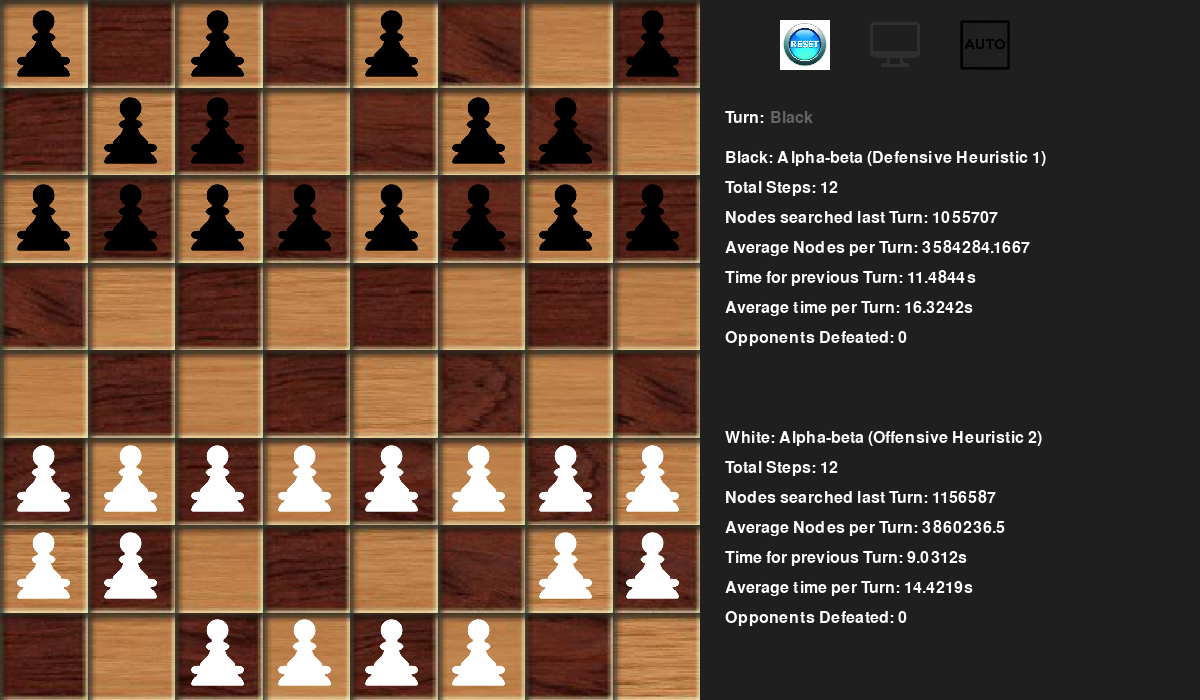 RESET
AUTO
Turn: Black
Black: Alpha-beta (Defensive Heuristic 1)
Total Steps: 12
Nodes searched last Turn: 1055707
Average Nodes per Turn: 3584284.1667
Time for previous Turn: 11.4844s
Average time per Turn: 16.3242s
Opponents Defeated: 0
White: Alpha-beta (Offensive Heuristic 2)
Total Steps: 12
Nodes searched last Turn: 1156587
Average Nodes per Turn: 3860236.5
Time for previous Turn: 9.0312s
Average time per Turn: 14.4219s
Opponents Defeated: 0